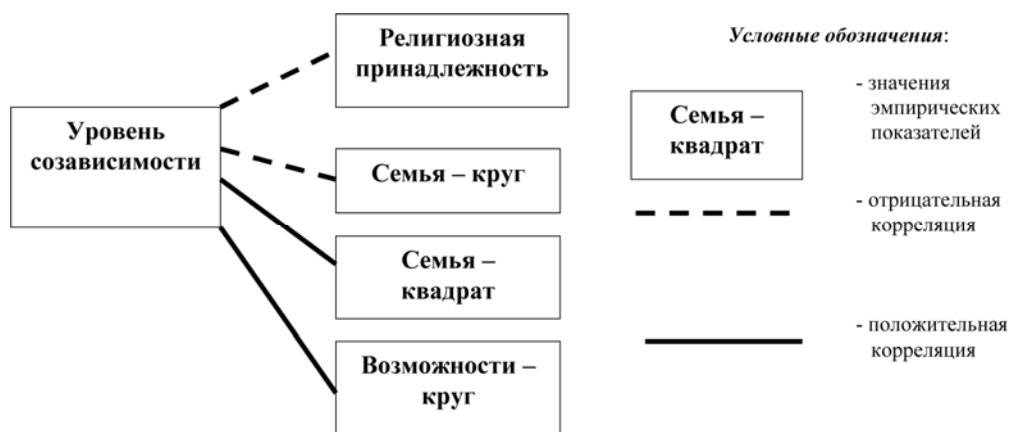 Уровень
созависимости
Религиозная
принадлежность
Семья – круг
Семья –
квадрат
Возможности –
круг
Условные обозначения:
Семья –
квадрат
- значения
эмпирических
показателей
- отрицательная
корреляция
- положительная
корреляция